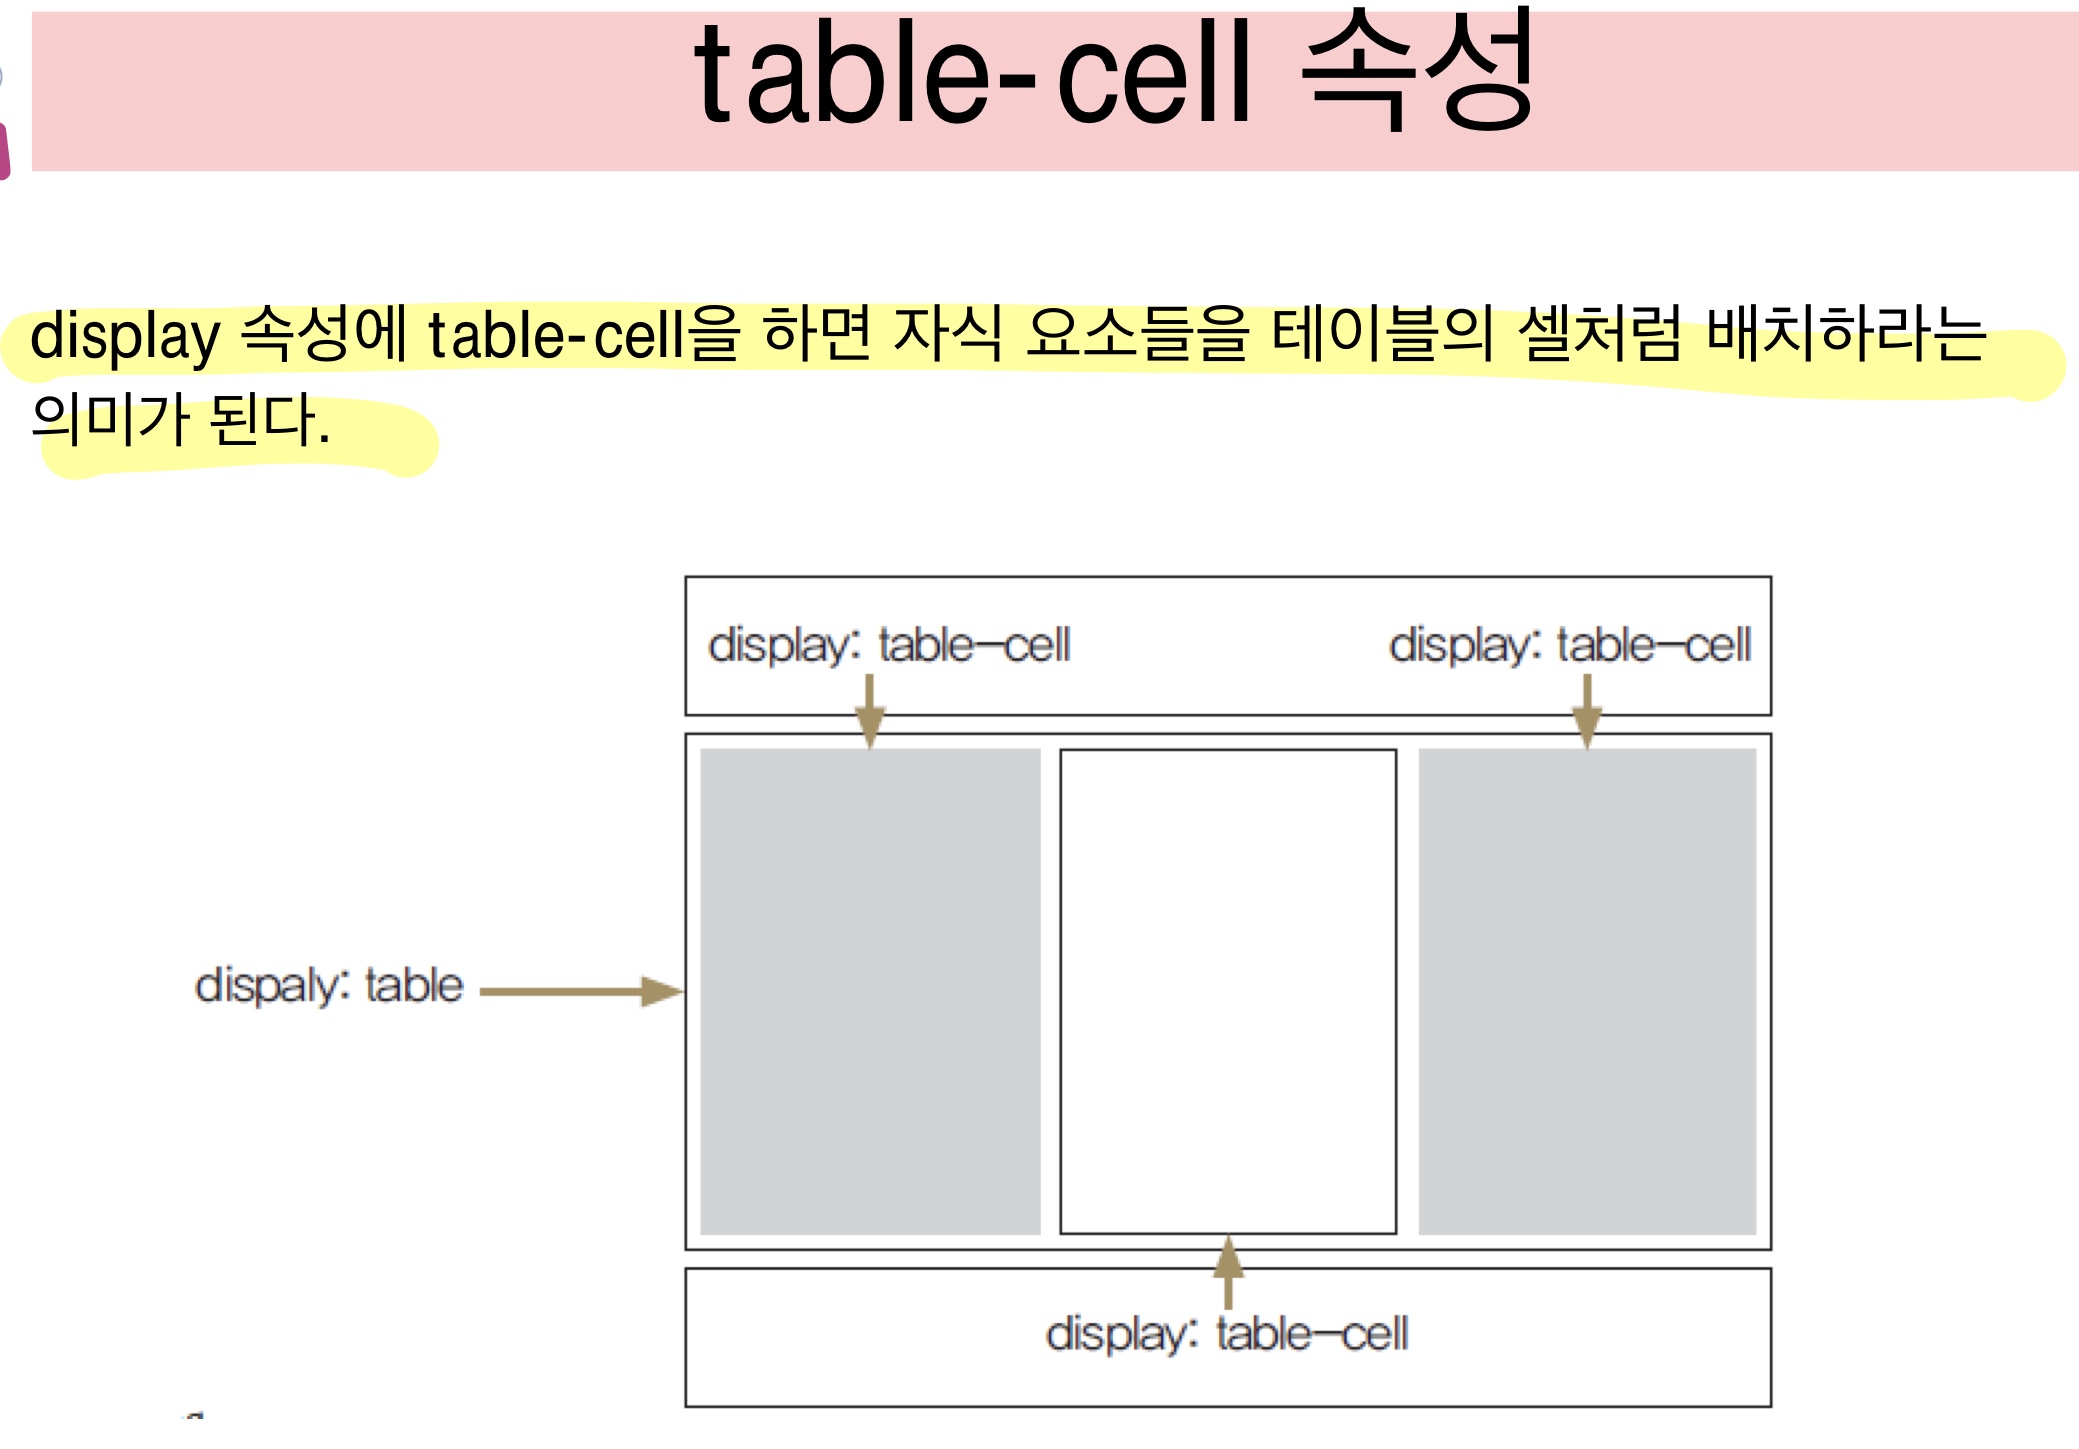 table-cell 속성
display 속성에 table-cell을 하면 자식 요소들을 테이블의 셀처럼 배치하라는
의미가 된다.
display: table-cell
display: table-cell
dispaly: table
display: table-cell